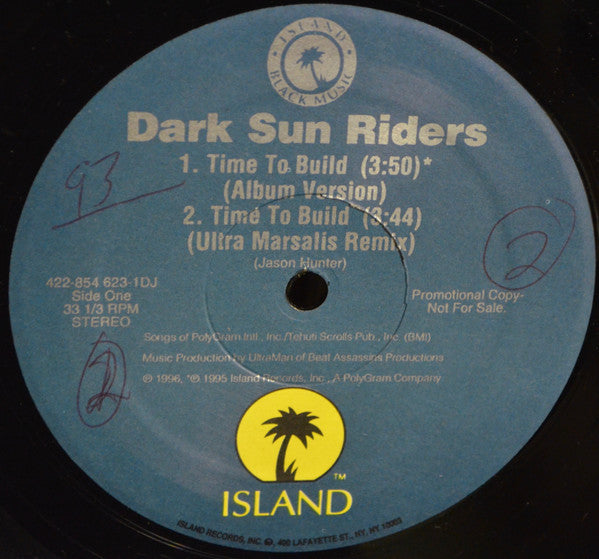 ISLAND
BLACK MUSIC
Dark Sun Riders
1. Time To Build (3:50)*
(Album Version)
2. Time To Build (3:44)
(Ultra Marsalis Remix)
(Jason Hunter)
93
2
422-854 623-1DJ
Side One
33 1/3 RPM
STEREO
Promotional Copy-
Not For Sale.
Songs of PolyGram Intl., Inc./Tehuti Scrolls Pub., Inc. (BMI)
Music Production by UltraMan of Beat Assassins Productions
℗ 1996, *℗ 1995 Island Records, Inc., A PolyGram Company
TM
ISLAND
ISLAND RECORDS, INC. ©, 400 LAFAYETTE ST., NY, NY 10003